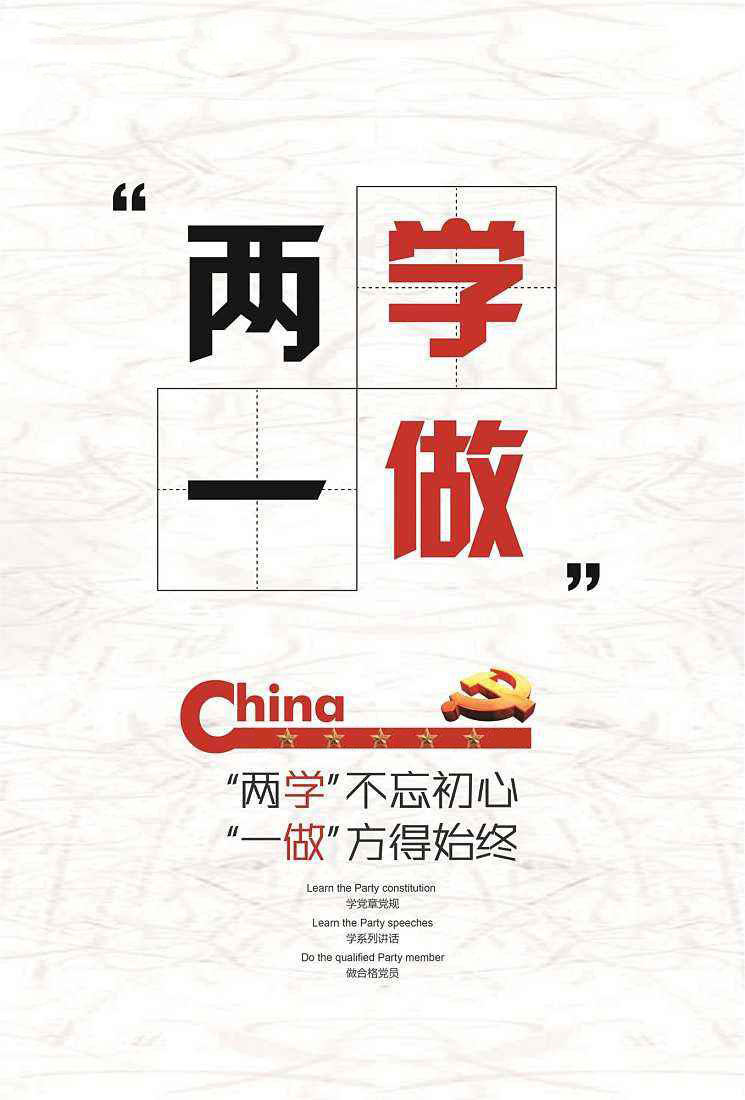 “两学
一做”
China
“两学”不忘初心
“一做”方得始终
Learn the Party constitution
学党章党规
Learn the Party speeches
学系列讲话
Do the qualified Party member
做合格党员